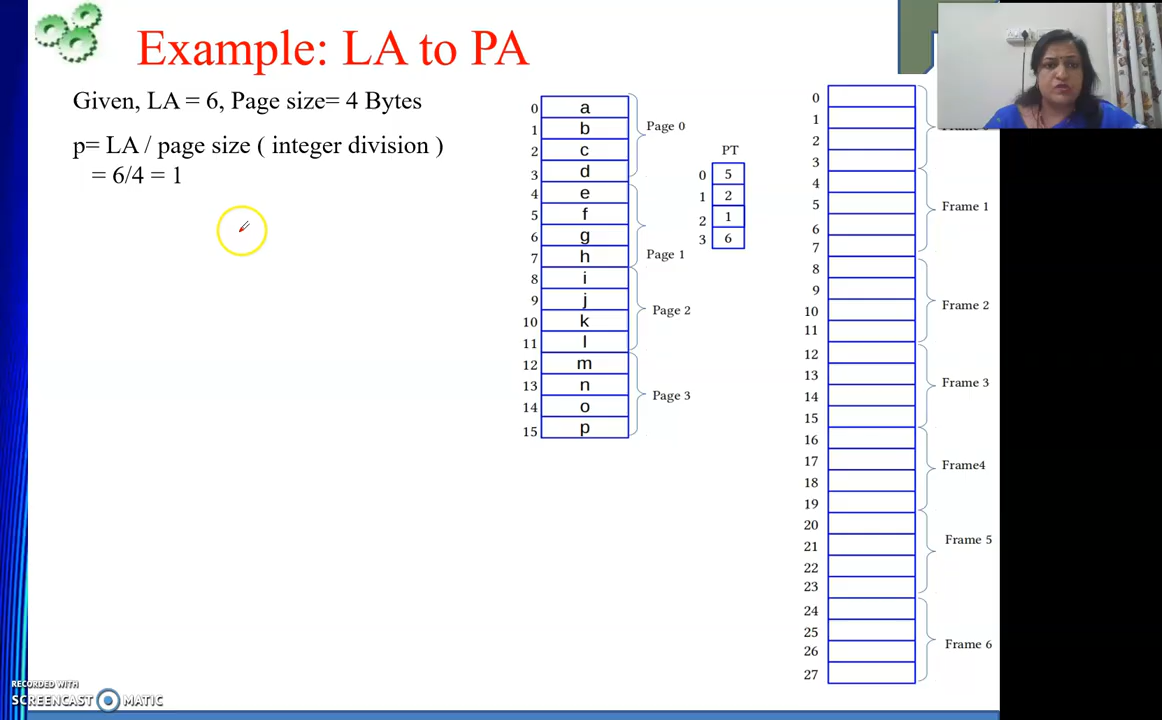 Example: LA to PA
Given, LA = 6, Page size= 4 Bytes
p= LA / page size ( integer division )
= 6/4 = 1
0 a
1 b
2 c
3 d
4 e
5 f
6 g
7 h
8 i
9 j
10 k
11 l
12 m
13 n
14 o
15 p
Page 0
Page 1
Page 2
Page 3
PT
0 5
1 2
2 1
3 6
0
1
2
3
4
5
6
7
8
9
10
11
12
13
14
15
16
17
18
19
20
21
22
23
24
25
26
27
Frame 1
Frame 2
Frame 3
Frame4
Frame 5
Frame 6
RECORDED WITH
SCREENCAST MATIC